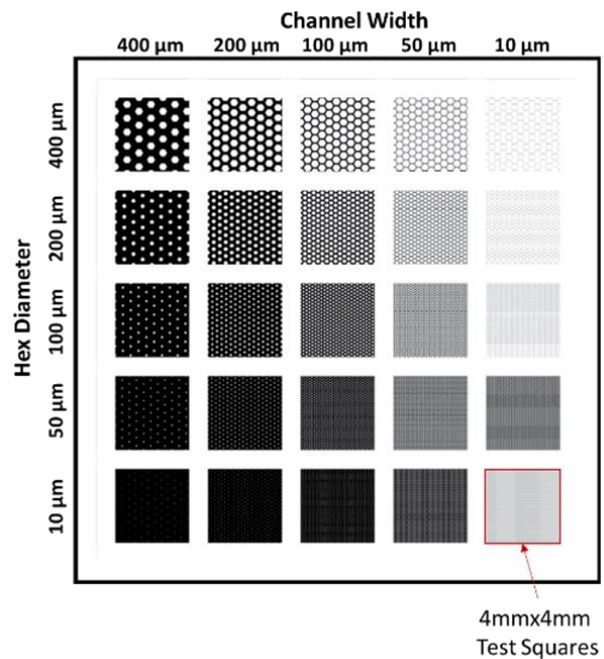 Channel Width
400 µm 200 µm 100 µm 50 µm 10 µm
Hex Diameter
400 µm
200 µm
100 µm
50 µm
10 µm
4mmx4mm
Test Squares